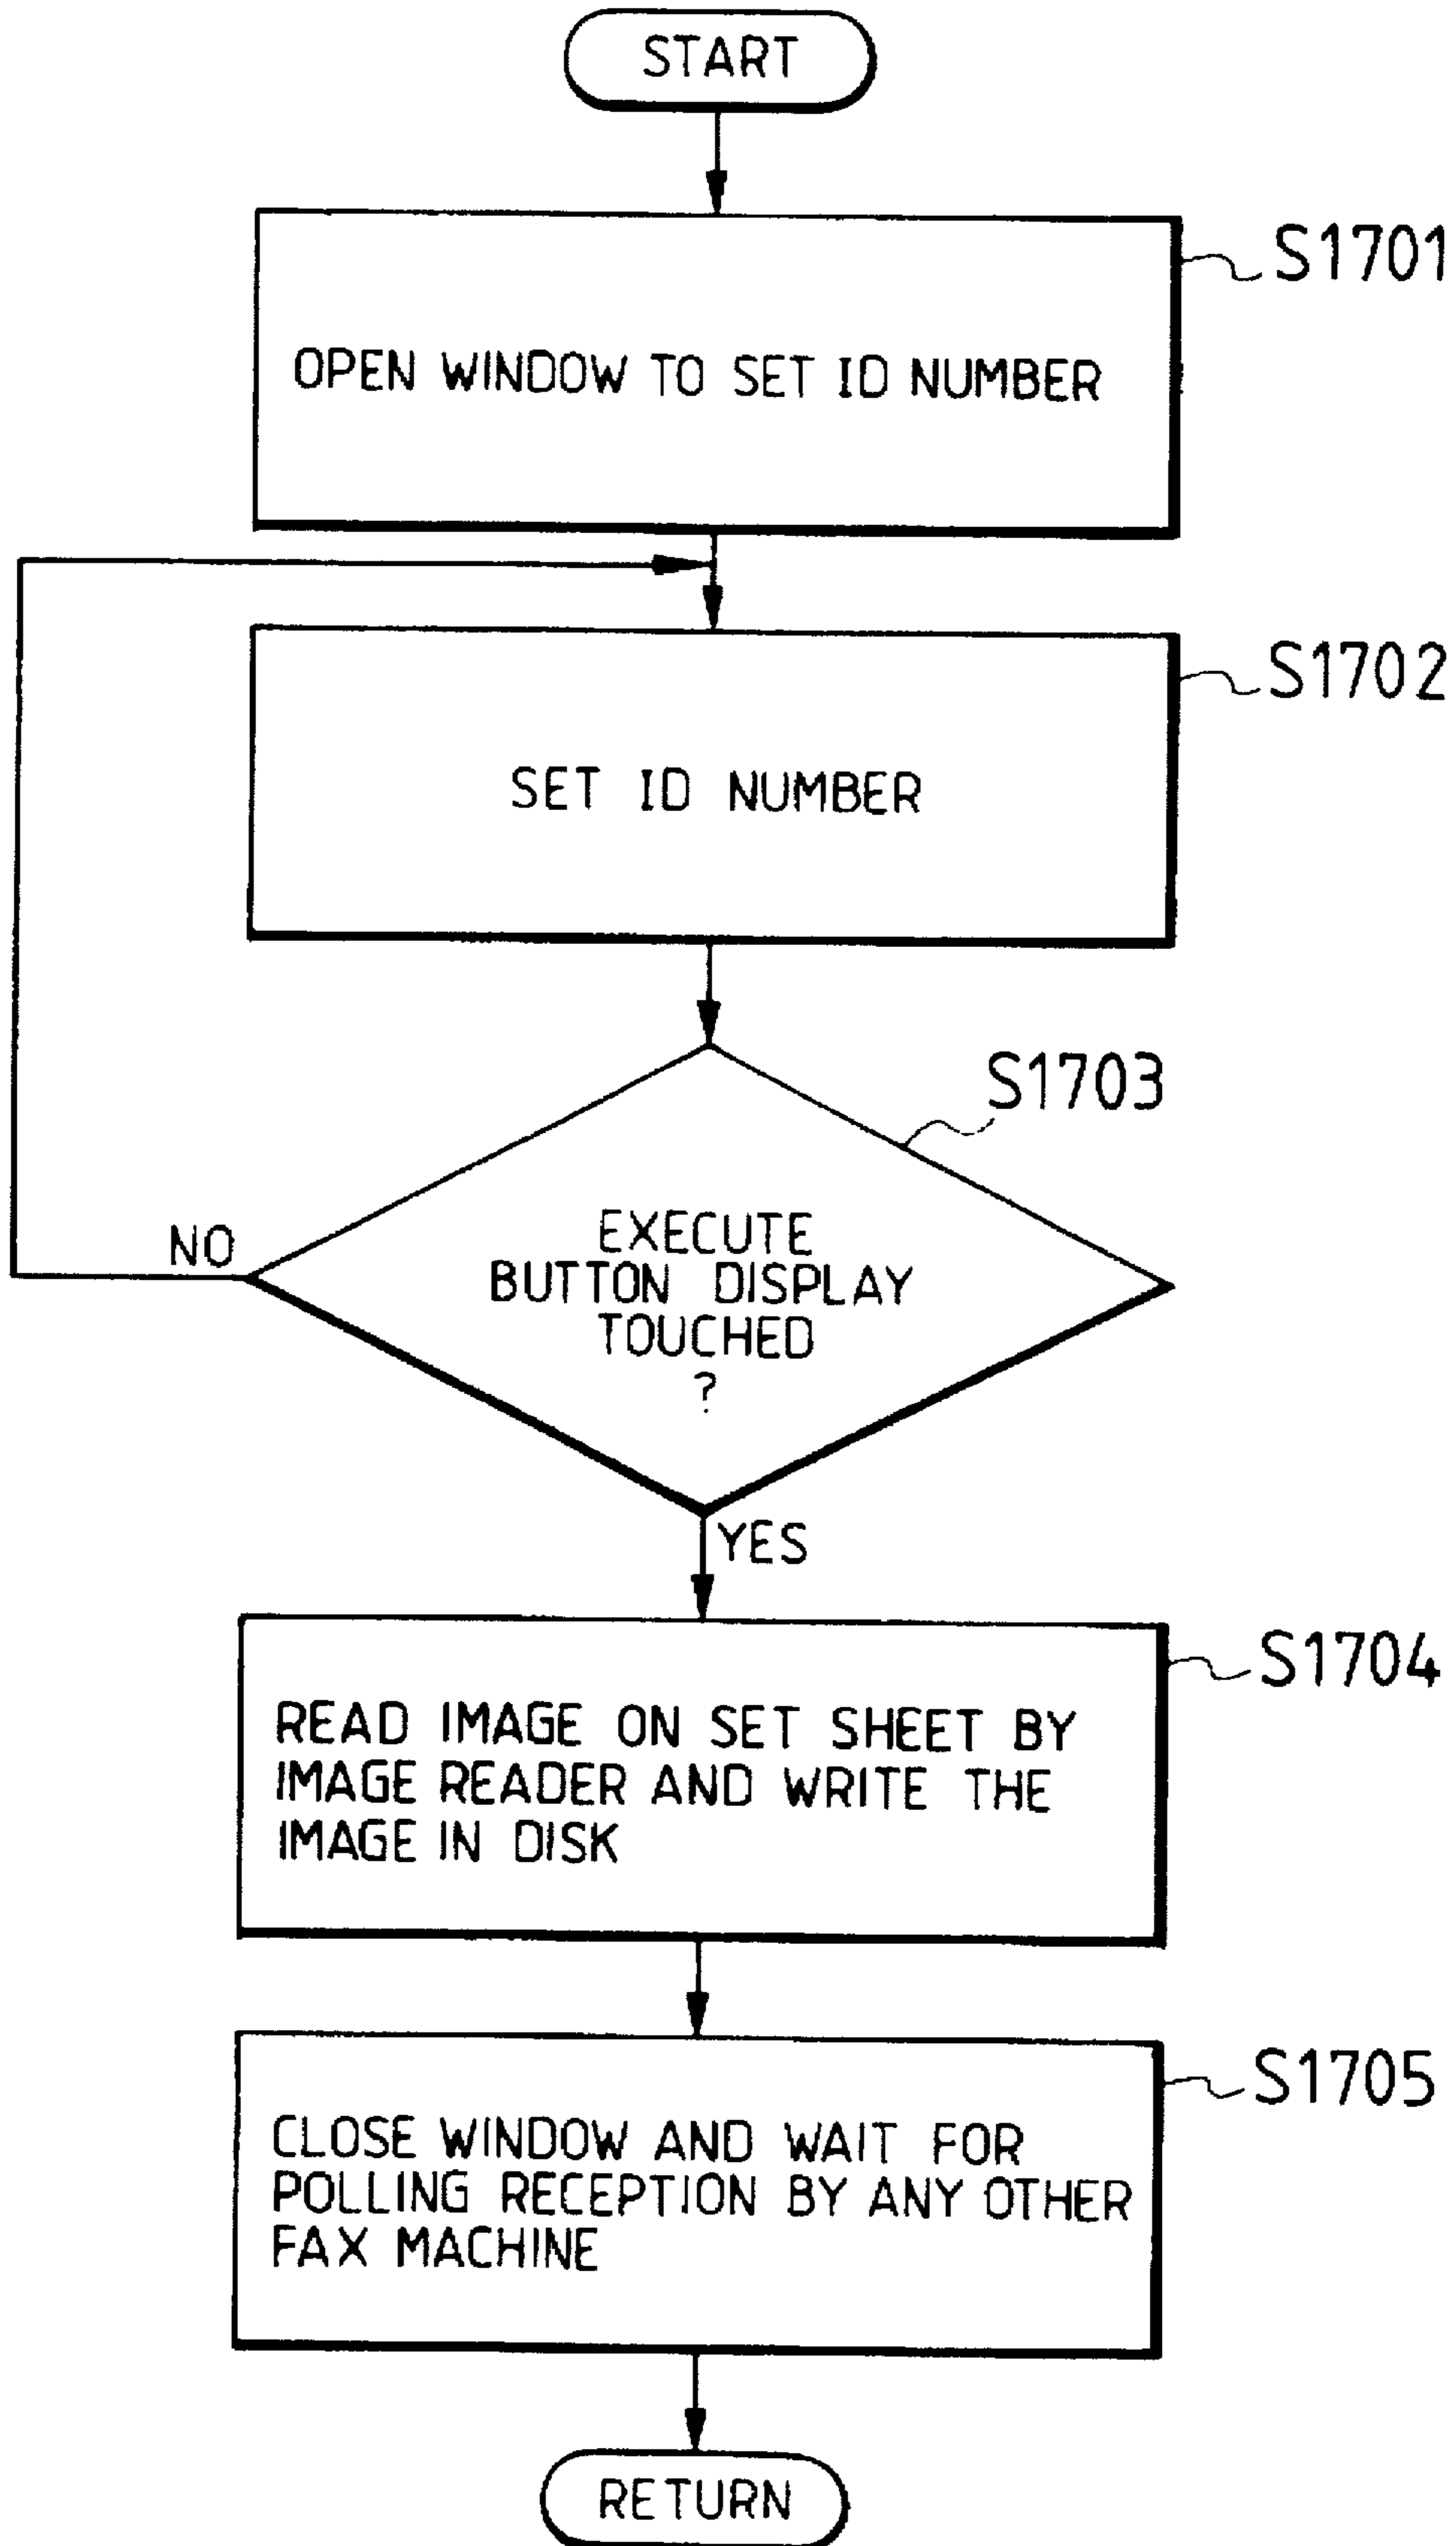 START
S1701
OPEN WINDOW TO SET ID NUMBER
S1702
SET ID NUMBER
S1703
NO
EXECUTE
BUTTON DISPLAY
TOUCHED
?
YES
S1704
READ IMAGE ON SET SHEET BY
IMAGE READER AND WRITE THE
IMAGE IN DISK
S1705
CLOSE WINDOW AND WAIT FOR
POLLING RECEPTION BY ANY OTHER
FAX MACHINE
RETURN